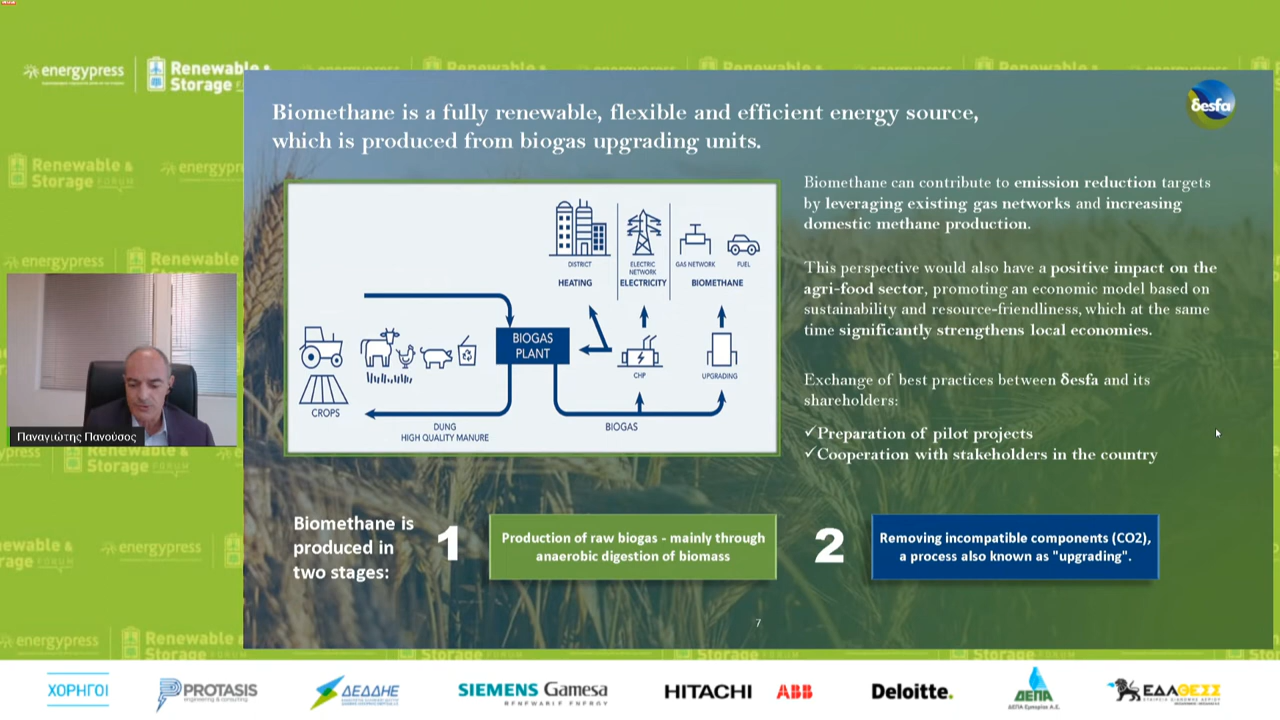 energypress
Renewable &
Storage FORUM
Biomethane is a fully renewable, flexible and efficient energy source,
which is produced from biogas upgrading units.
δesfa
DISTRICT
HEATING
ELECTRIC
NETWORK
ELECTRICITY
GAS NETWORK
FUEL
BIOMETHANE
BIOGAS
PLANT
CHP
UPGRADING
CROPS
DUNG
HIGH QUALITY MANURE
BIOGAS
Biomethane can contribute to emission reduction targets
by leveraging existing gas networks and increasing
domestic methane production.
This perspective would also have a positive impact on the
agri-food sector, promoting an economic model based on
sustainability and resource-friendliness, which at the same
time significantly strengthens local economies.
Exchange of best practices between δesfa and its
shareholders:
✓Preparation of pilot projects
✓Cooperation with stakeholders in the country
Παναγιώτης Πανούσος
Biomethane is
produced in
two stages:
1
Production of raw biogas - mainly through
anaerobic digestion of biomass
2
Removing incompatible components (CO2),
a process also known as "upgrading".
7
ΧΟΡΗΓΟΙ
PROTASIS
engineering & consulting
ΔΕΔΔΗΕ
SIEMENS Gamesa
RENEWABLE ENERGY
HITACHI ABB
Deloitte.
ΔΕΠΑ
ΔΕΠΑ Εμπορίας Α.Ε.
ΕΔΑ ΘΕΣΣ